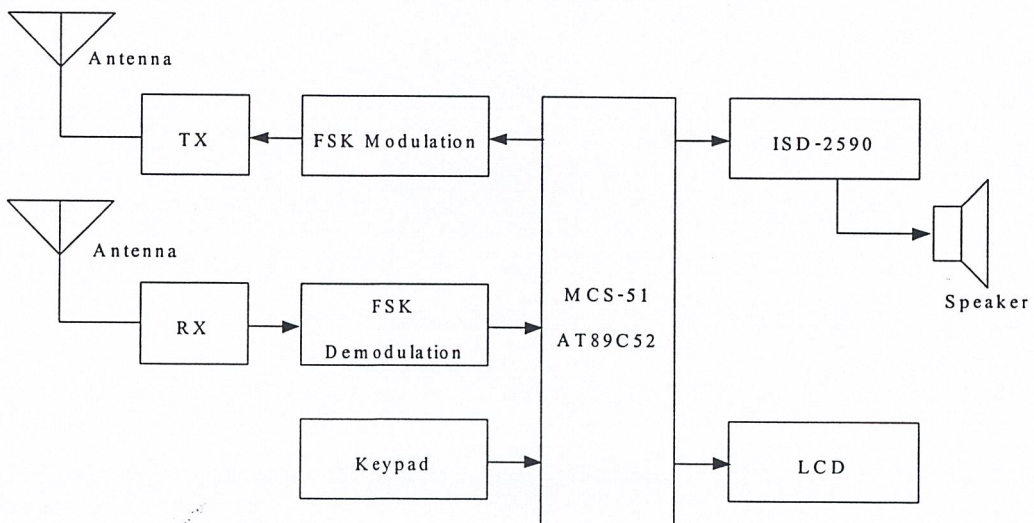 Antenna
TX
FSK Modulation
ISD-2590
Antenna
Speaker
RX
FSK
Demodulation
MCS-51
AT89C52
Keypad
LCD